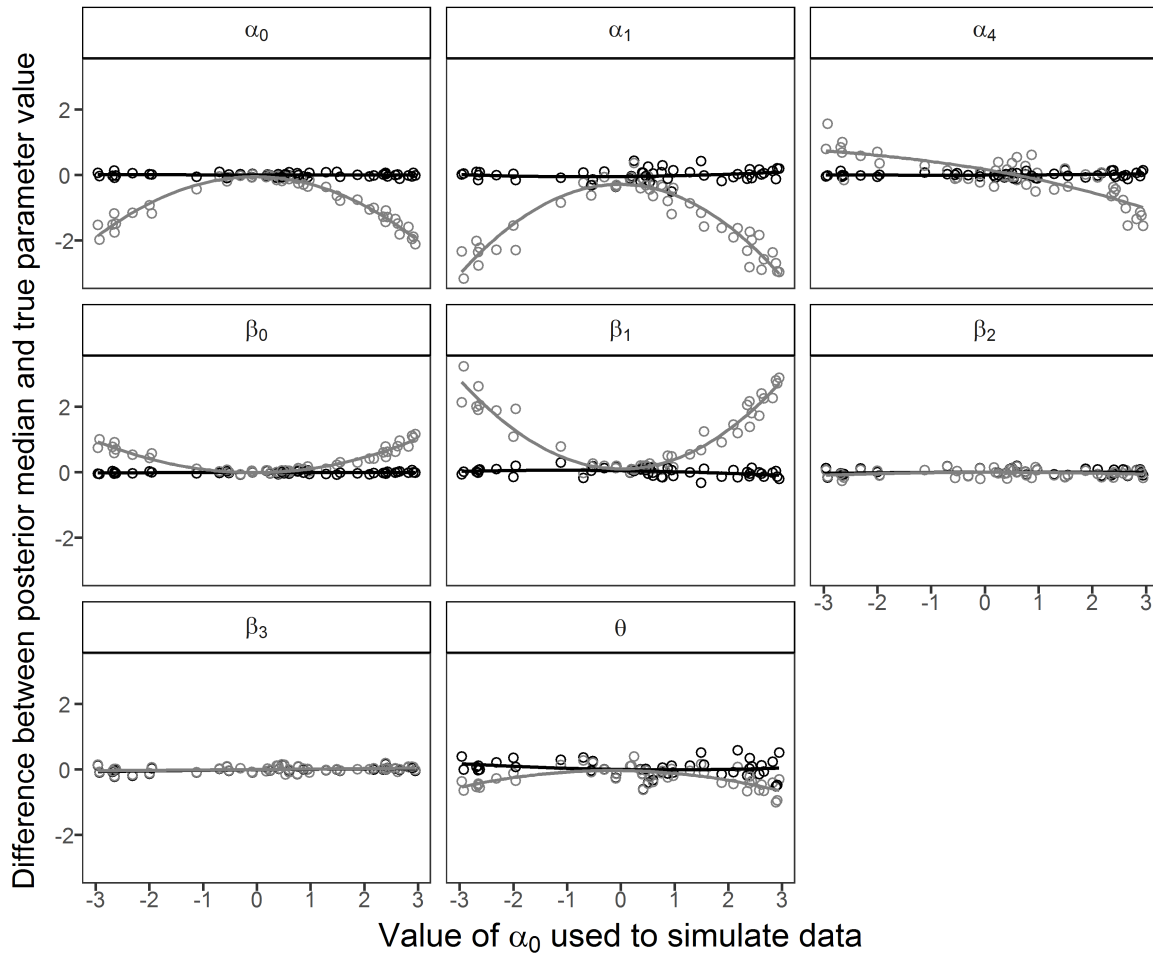 Difference between posterior median and true parameter value
α₀ α₁ α₄
2
0
-2
β₀ β₁ β₂
2
0
-2
-3 -2 -1 0 1 2 3
β₃ θ
2
0
-2
-3 -2 -1 0 1 2 3 -3 -2 -1 0 1 2 3
Value of α₀ used to simulate data